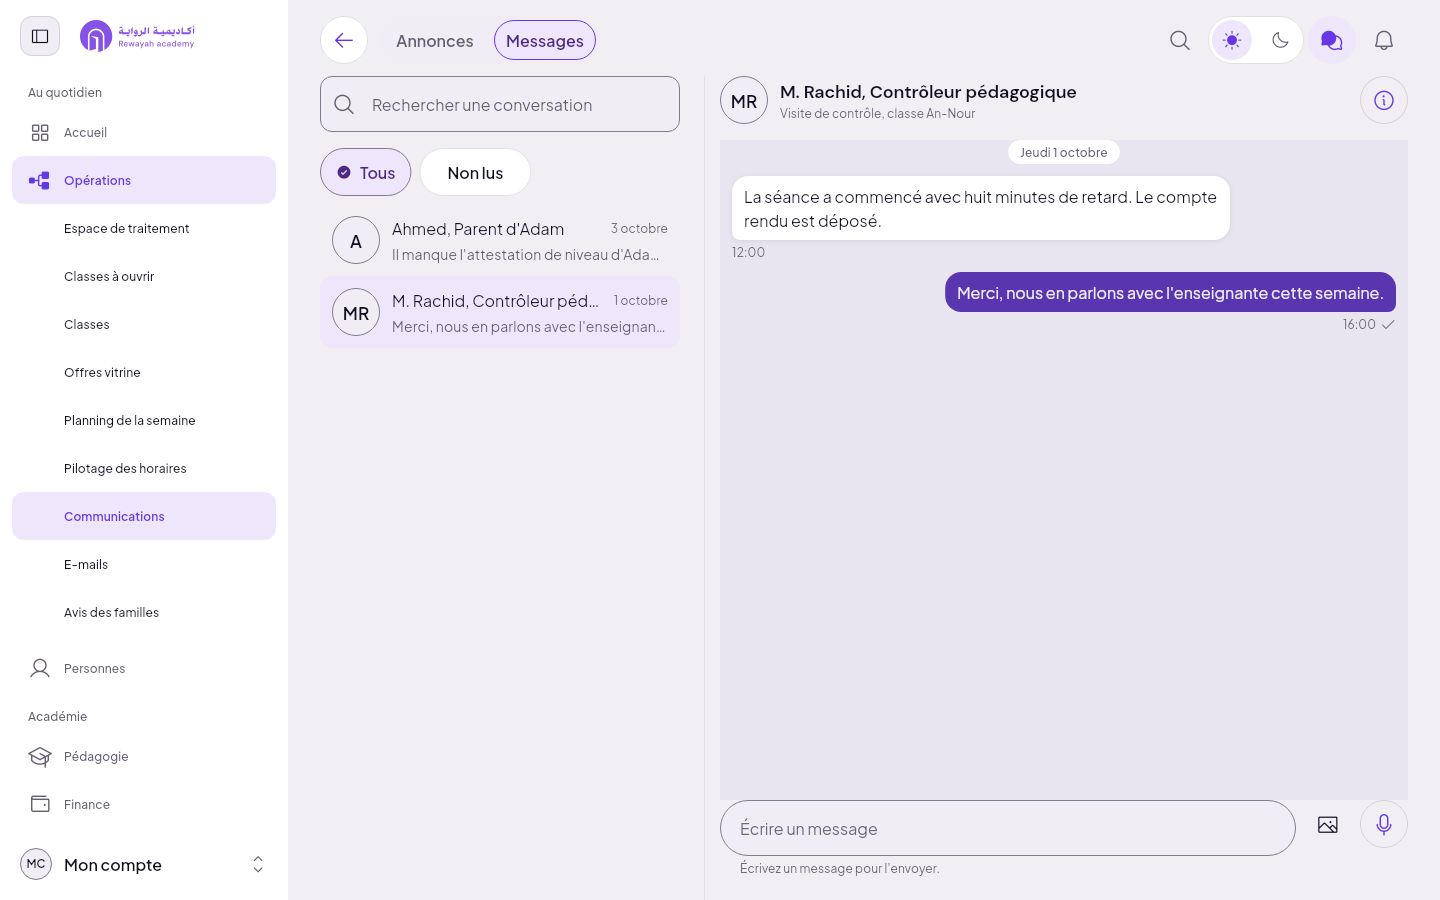 أكاديمية الرواية
Rewayah academy
Au quotidien
Accueil
Opérations
Espace de traitement
Classes à ouvrir
Classes
Offres vitrine
Planning de la semaine
Pilotage des horaires
Communications
E-mails
Avis des familles
Personnes
Académie
Pédagogie
Finance
MC
Mon compte
Annonces
Messages
Rechercher une conversation
Tous
Non lus
A
Ahmed, Parent d'Adam
3 octobre
Il manque l'attestation de niveau d'Ada…
MR
M. Rachid, Contrôleur péd…
1 octobre
Merci, nous en parlons avec l'enseignan…
MR
M. Rachid, Contrôleur pédagogique
Visite de contrôle, classe An-Nour
Jeudi 1 octobre
La séance a commencé avec huit minutes de retard. Le compte
rendu est déposé.
12:00
Merci, nous en parlons avec l'enseignante cette semaine.
16:00
Écrire un message
Écrivez un message pour l'envoyer.